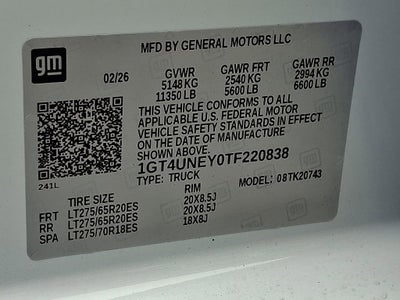 gm
MFD BY GENERAL MOTORS LLC
02/26 GVWR GAWR FRT GAWR RR
5148 KG 2540 KG 2994 KG
11350 LB 5600 LB 6600 LB
THIS VEHICLE CONFORMS TO ALL
APPLICABLE U.S. FEDERAL MOTOR
VEHICLE SAFETY STANDARDS IN EFFECT
ON THE DATE OF MANUFACTURE
SHOWN ABOVE.
1GT4UNEY0TF220838
TYPE: TRUCK MODEL: 08TK20743
241L
TIRE SIZE RIM
FRT LT275/65R20ES 20X8.5J
RR LT275/65R20ES 20X8.5J
SPA LT275/70R18ES 18X8J